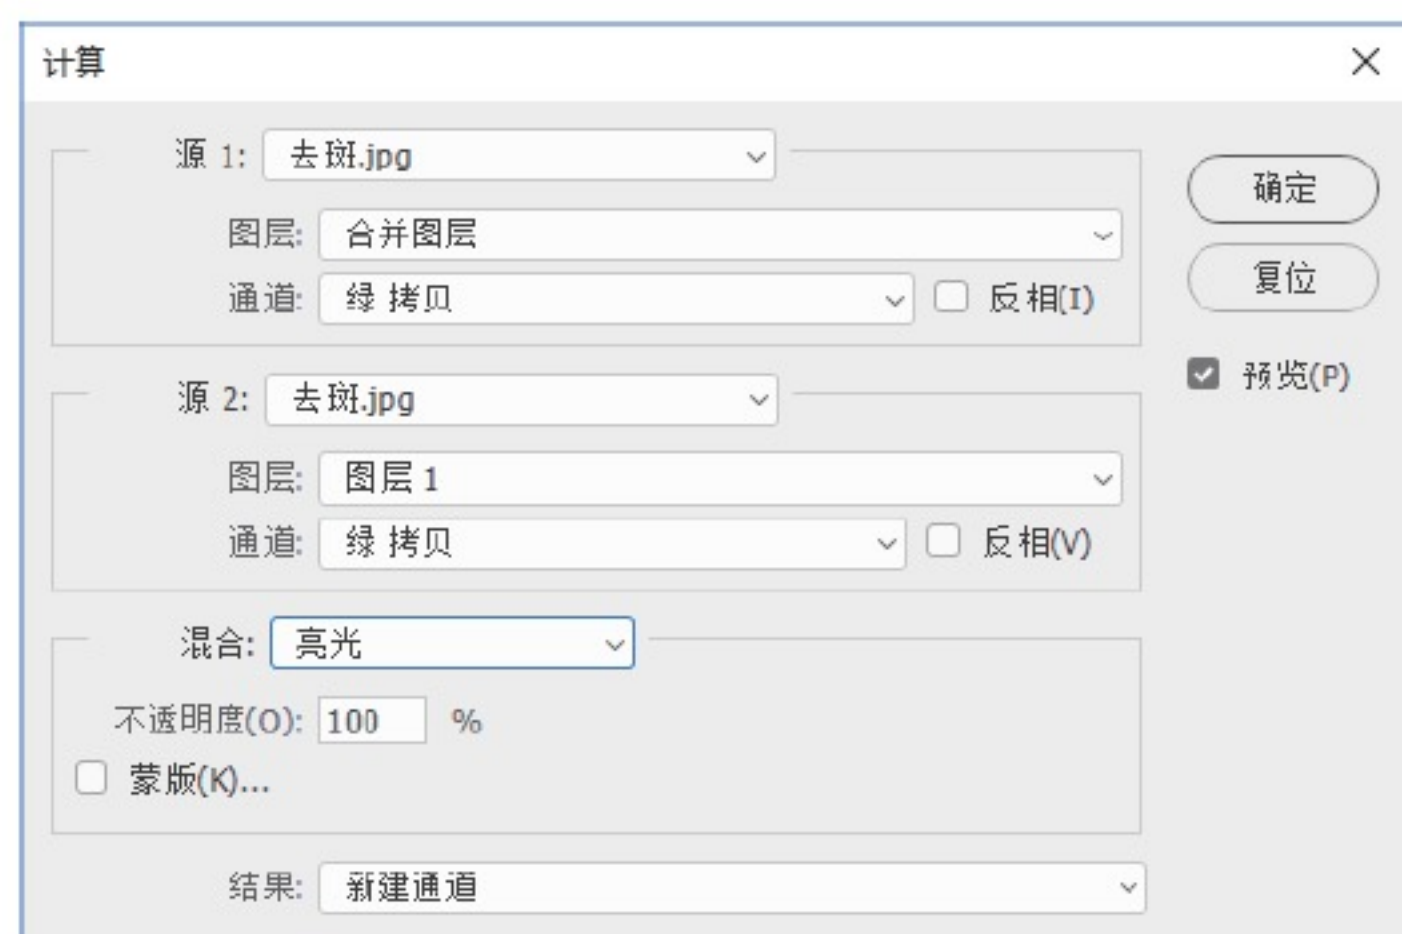 计算
源 1: 去斑.jpg
图层: 合并图层
通道: 绿 拷贝 反相(I)
确定
复位
预览(P)
源 2: 去斑.jpg
图层: 图层 1
通道: 绿 拷贝 反相(V)
混合: 亮光
不透明度(O): 100 %
蒙版(K)...
结果: 新建通道